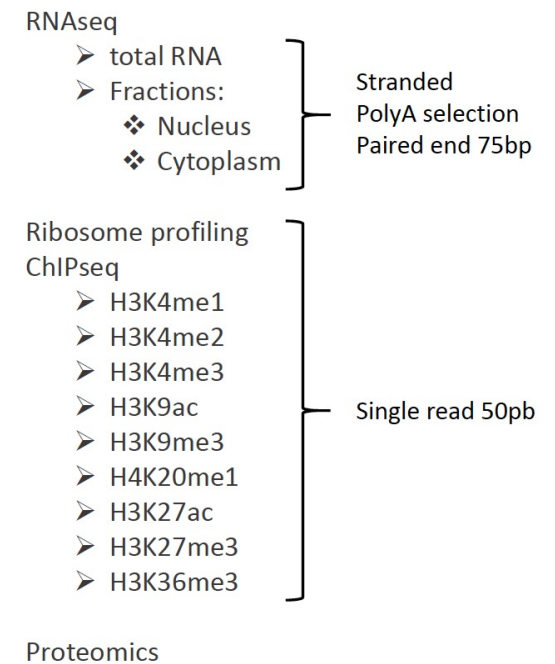 RNAseq
➢ total RNA
➢ Fractions:
❖ Nucleus
❖ Cytoplasm
Stranded
PolyA selection
Paired end 75bp
Ribosome profiling
ChIPseq
➢ H3K4me1
➢ H3K4me2
➢ H3K4me3
➢ H3K9ac
➢ H3K9me3
➢ H4K20me1
➢ H3K27ac
➢ H3K27me3
➢ H3K36me3
Single read 50pb
Proteomics